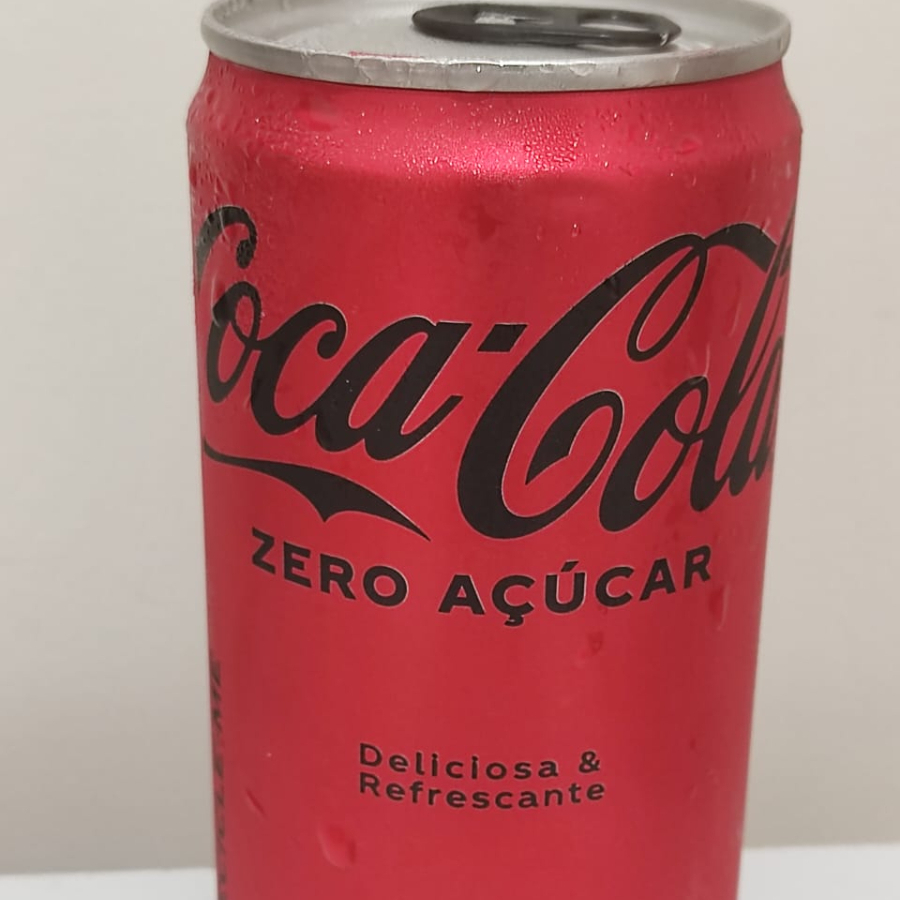 Coca-Cola
ZERO AÇÚCAR
Deliciosa &
Refrescante